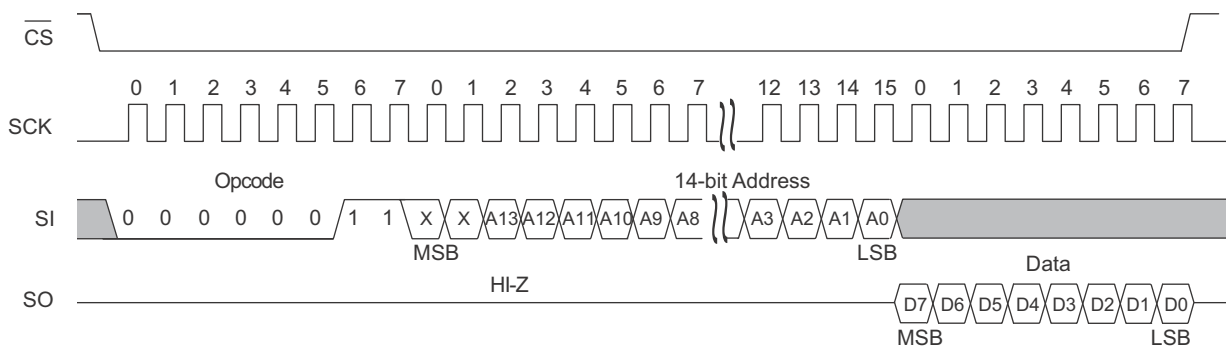 CS
0 1 2 3 4 5 6 7 0 1 2 3 4 5 6 7 12 13 14 15 0 1 2 3 4 5 6 7
SCK
Opcode 14-bit Address
SI 0 0 0 0 0 0 1 1 X X A13 A12 A11 A10 A9 A8 A3 A2 A1 A0
MSB LSB
HI-Z Data
SO D7 D6 D5 D4 D3 D2 D1 D0
MSB LSB